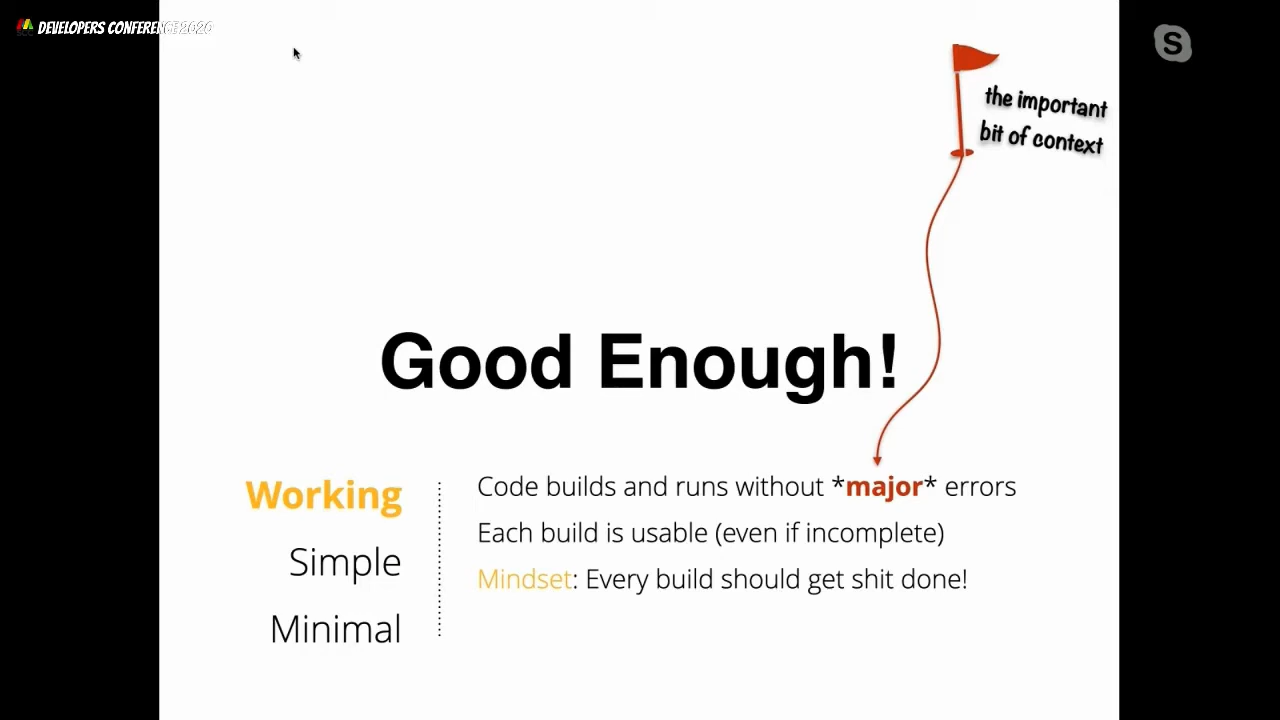 DEVELOPERS CONFERENCE 2020
S
the important
bit of context
Good Enough!
Working
Simple
Minimal
Code builds and runs without *major* errors
Each build is usable (even if incomplete)
Mindset: Every build should get shit done!